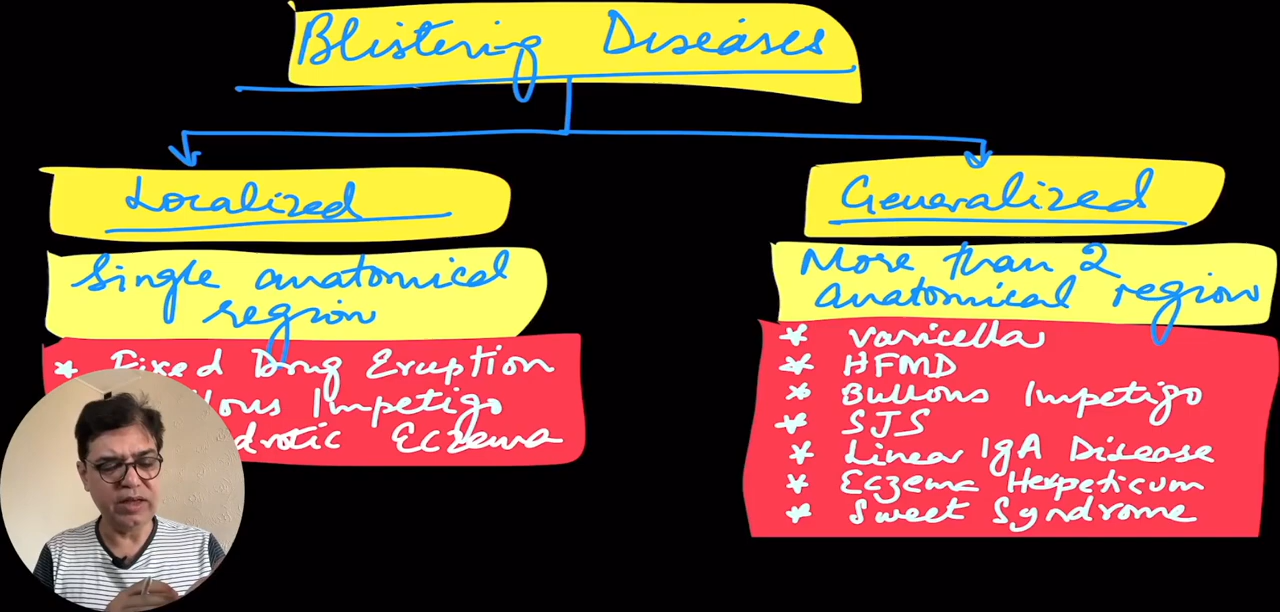 Blistering Diseases
Localized
Generalized
Single anatomical
region
More than 2
anatomical region
* Fixed Drug Eruption
Impetigo
Eczema
* Varicella
* HFMD
* Bullons Impetigo
* SJS
* Linear IgA Disease
* Eczema Herpeticum
* Sweet Syndrome